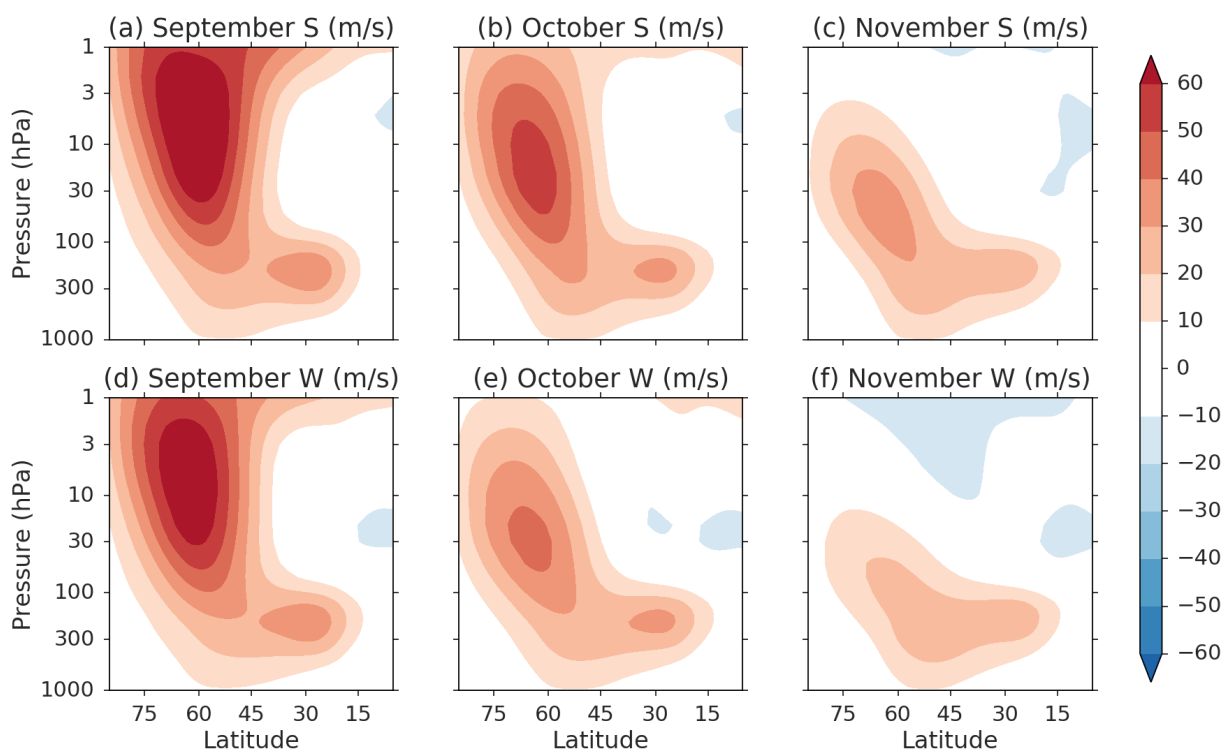 (a) September S (m/s)
(b) October S (m/s)
(c) November S (m/s)
Pressure (hPa)
1
3
10
30
100
300
1000
(d) September W (m/s)
(e) October W (m/s)
(f) November W (m/s)
Pressure (hPa)
1
3
10
30
100
300
1000
75 60 45 30 15
75 60 45 30 15
75 60 45 30 15
Latitude
Latitude
Latitude
60
50
40
30
20
10
0
−10
−20
−30
−40
−50
−60